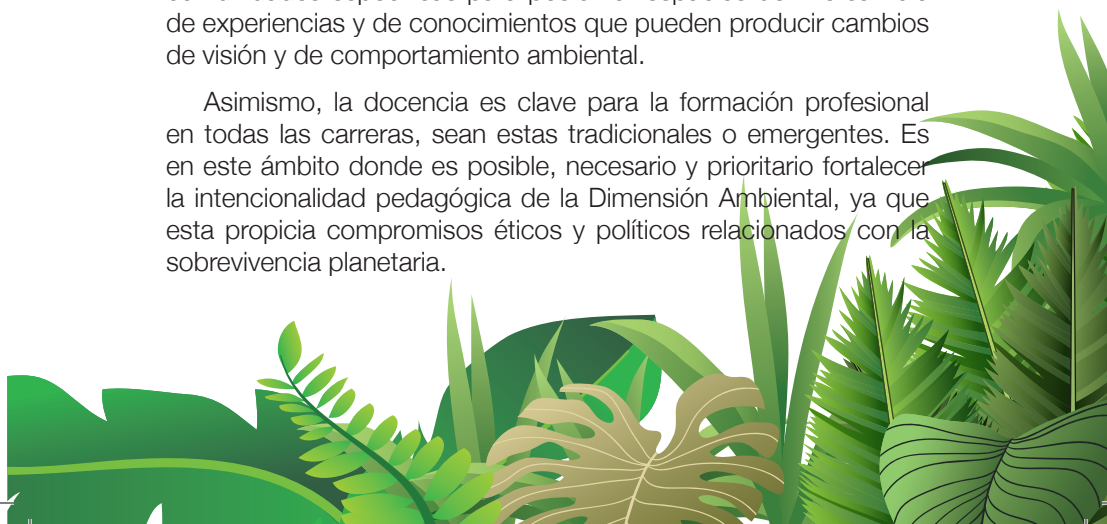 de experiencias y de conocimientos que pueden producir cambios
de visión y de comportamiento ambiental.
Asimismo, la docencia es clave para la formación profesional
en todas las carreras, sean estas tradicionales o emergentes. Es
en este ámbito donde es posible, necesario y prioritario fortalecer
la intencionalidad pedagógica de la Dimensión Ambiental, ya que
esta propicia compromisos éticos y políticos relacionados con la
sobrevivencia planetaria.